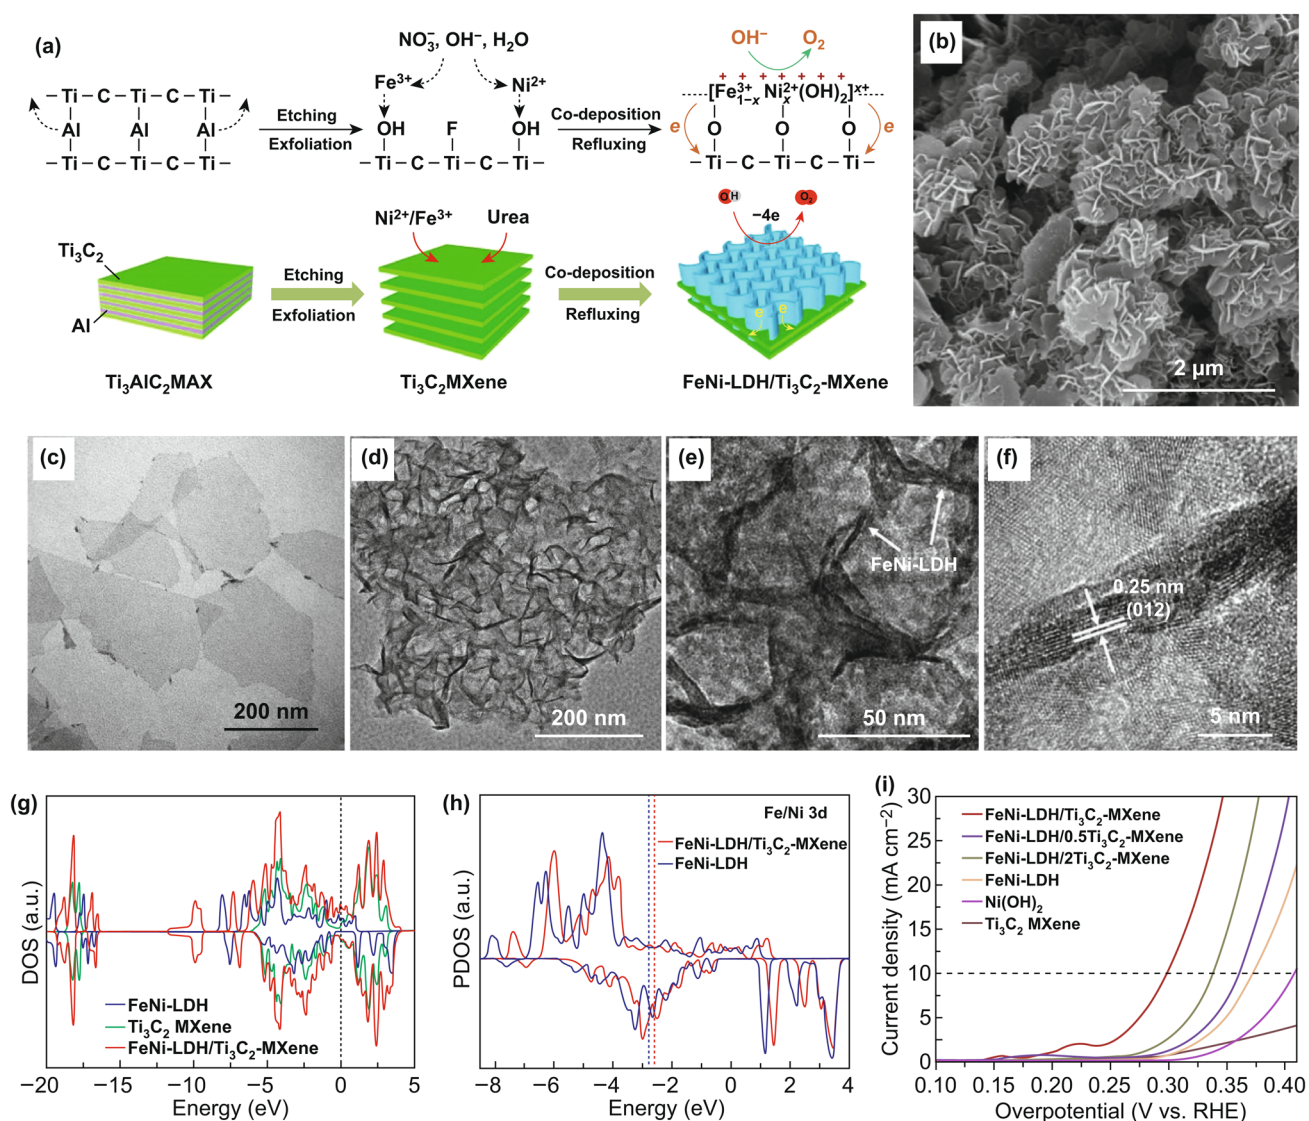 (a)
NO₃⁻, OH⁻, H₂O
Fe³⁺ Ni²⁺
OH⁻ O₂
+ + + + + + +
[Fe³⁺₁₋ₓ Ni²⁺ₓ(OH)₂]ˣ⁺
Ti – C – Ti – C – Ti
Al Al Al
Ti – C – Ti – C – Ti
Etching
Exfoliation
OH F OH
Ti – C – Ti – C – Ti
Co-deposition
Refluxing
e O O O e
Ti – C – Ti – C – Ti
Ti₃C₂
Al
Ti₃AlC₂MAX
Etching
Exfoliation
Ni²⁺/Fe³⁺ Urea
Ti₃C₂MXene
Co-deposition
Refluxing
OH O₂
−4e
e e
FeNi-LDH/Ti₃C₂-MXene
(b)
2 μm
(c)
200 nm
(d)
200 nm
(e)
FeNi-LDH
50 nm
(f)
0.25 nm
(012)
5 nm
(g)
DOS (a.u.)
FeNi-LDH
Ti₃C₂ MXene
FeNi-LDH/Ti₃C₂-MXene
−20 −15 −10 −5 0 5
Energy (eV)
(h)
PDOS (a.u.)
Fe/Ni 3d
FeNi-LDH/Ti₃C₂-MXene
FeNi-LDH
−8 −6 −4 −2 0 2 4
Energy (eV)
(i)
Current density (mA cm⁻²)
30
25
20
15
10
5
0
FeNi-LDH/Ti₃C₂-MXene
FeNi-LDH/0.5Ti₃C₂-MXene
FeNi-LDH/2Ti₃C₂-MXene
FeNi-LDH
Ni(OH)₂
Ti₃C₂ MXene
0.10 0.15 0.20 0.25 0.30 0.35 0.40
Overpotential (V vs. RHE)